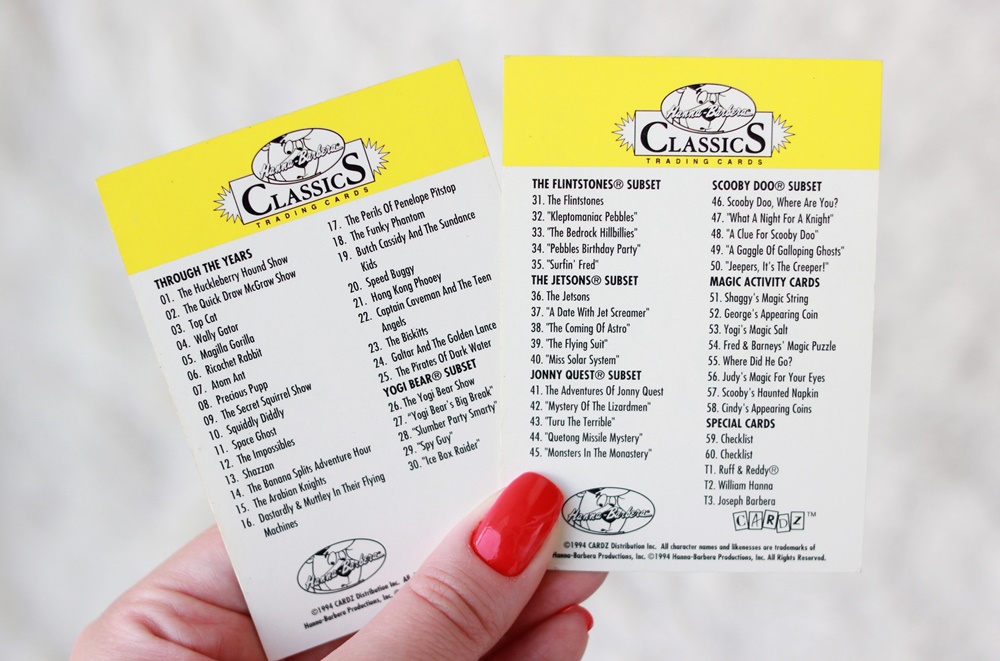 Hanna-Barbera
CLASSICS
TRADING CARDS
THROUGH THE YEARS
01. The Huckleberry Hound Show
02. The Quick Draw McGraw Show
03. Top Cat
04. Wally Gator
05. Magilla Gorilla
06. Ricochet Rabbit
07. Atom Ant
08. Precious Pupp
09. The Secret Squirrel Show
10. Squiddly Diddly
11. Space Ghost
12. The Impossibles
13. Shazzan
14. The Banana Splits Adventure Hour
15. The Arabian Knights
16. Dastardly & Muttley In Their Flying
Machines
17. The Perils Of Penelope Pitstop
18. The Funky Phantom
19. Butch Cassidy And The Sundance
Kids
20. Speed Buggy
21. Hong Kong Phooey
22. Captain Caveman And The Teen
Angels
23. The Biskitts
24. Galtar And The Golden Lance
25. The Pirates Of Dark Water
YOGI BEAR® SUBSET
26. The Yogi Bear Show
27. "Yogi Bear's Big Break"
28. "Slumber Party Smarty"
29. "Spy Guy"
30. "Ice Box Raider"
Hanna-Barbera
©1994 CARDZ Distribution Inc. All
Hanna-Barbera Productions, Inc.
Hanna-Barbera
CLASSICS
TRADING CARDS
THE FLINTSTONES® SUBSET
31. The Flintstones
32. "Kleptomaniac Pebbles"
33. "The Bedrock Hillbillies"
34. "Pebbles Birthday Party"
35. "Surfin' Fred"
THE JETSONS® SUBSET
36. The Jetsons
37. "A Date With Jet Screamer"
38. "The Coming Of Astro"
39. "The Flying Suit"
40. "Miss Solar System"
JONNY QUEST® SUBSET
41. The Adventures Of Jonny Quest
42. "Mystery Of The Lizardmen"
43. "Turu The Terrible"
44. "Quetong Missile Mystery"
45. "Monsters In The Monastery"
SCOOBY DOO® SUBSET
46. Scooby Doo, Where Are You?
47. "What A Night For A Knight"
48. "A Clue For Scooby Doo"
49. "A Gaggle Of Galloping Ghosts"
50. "Jeepers, It's The Creeper!"
MAGIC ACTIVITY CARDS
51. Shaggy's Magic String
52. George's Appearing Coin
53. Yogi's Magic Salt
54. Fred & Barneys' Magic Puzzle
55. Where Did He Go?
56. Judy's Magic For Your Eyes
57. Scooby's Haunted Napkin
58. Cindy's Appearing Coins
SPECIAL CARDS
59. Checklist
60. Checklist
T1. Ruff & Reddy®
T2. William Hanna
T3. Joseph Barbera
Hanna-Barbera
CARDZ™
©1994 CARDZ Distribution Inc. All character names and likenesses are trademarks of
Hanna-Barbera Productions, Inc. ©1994 Hanna-Barbera Productions, Inc. All Rights Reserved.